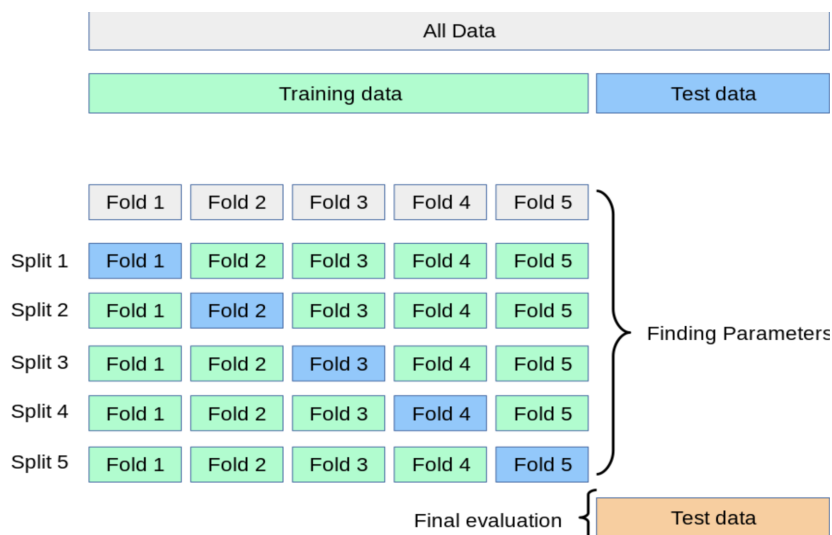 All Data
Training data Test data
Fold 1 Fold 2 Fold 3 Fold 4 Fold 5
Split 1 Fold 1 Fold 2 Fold 3 Fold 4 Fold 5
Split 2 Fold 1 Fold 2 Fold 3 Fold 4 Fold 5
Finding Parameters
Split 3 Fold 1 Fold 2 Fold 3 Fold 4 Fold 5
Split 4 Fold 1 Fold 2 Fold 3 Fold 4 Fold 5
Split 5 Fold 1 Fold 2 Fold 3 Fold 4 Fold 5
Final evaluation Test data